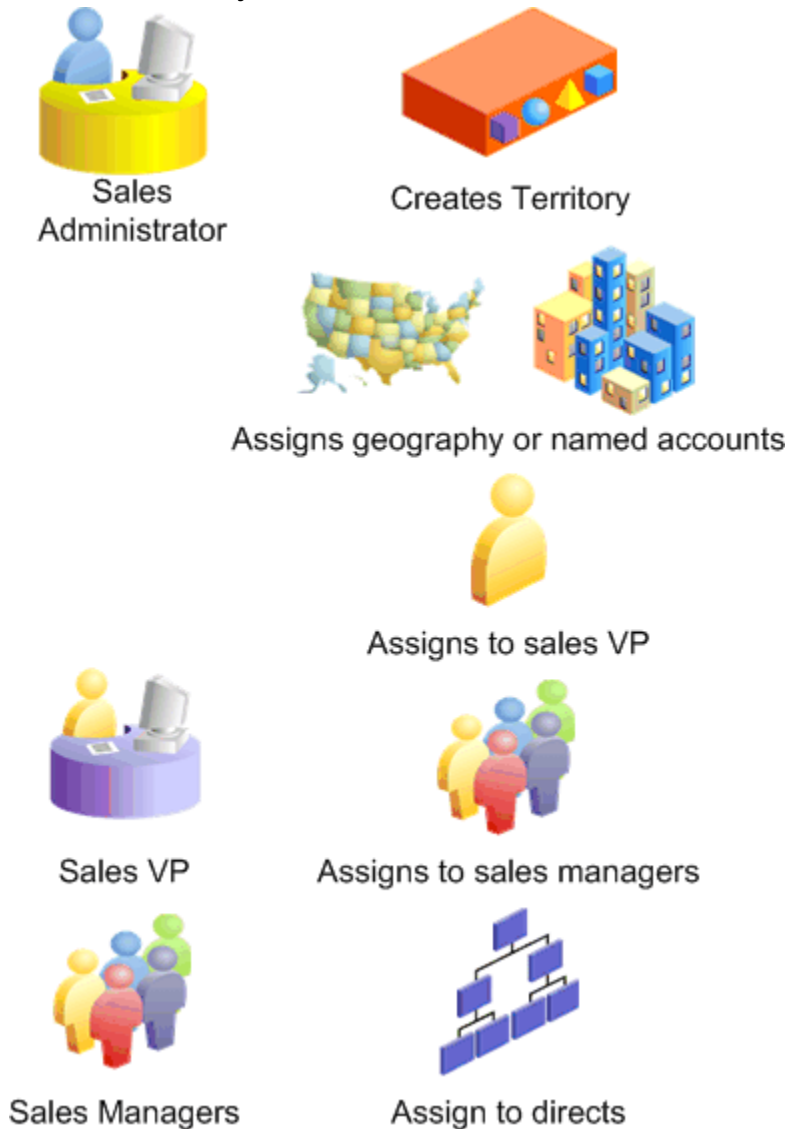 Sales
Administrator
Creates Territory
Assigns geography or named accounts
Assigns to sales VP
Sales VP
Assigns to sales managers
Sales Managers
Assign to directs